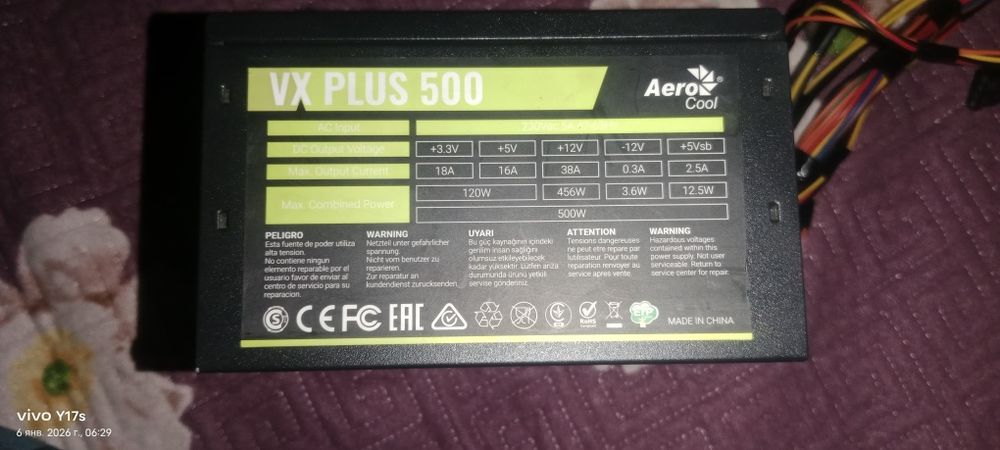 VX PLUS 500
Aero Cool
AC Input 230Vac 5A
DC Output Voltage +3.3V +5V +12V -12V +5Vsb
Max. Output Current 18A 16A 38A 0.3A 2.5A
Max. Combined Power 120W 456W 3.6W 12.5W
500W
PELIGRO
Esta fuente de poder utiliza
alta tension.
No contiene ningun
elemento reparable por el
usuario favor de enviar al
centro de servicio para su
reparacion.
WARNING
Netzteil unter gefahrlicher
spannung.
Nicht vom benutzer zu
reparieren.
Zur reparatur an
kundendienst zurucksenden.
UYARI
Bu güç kaynağının içindeki
gerilim insan sağlığını
olumsuz etkileyebilecek
kadar yüksektir. Lütfen arıza
durumunda ürünü yetkili
servise gönderiniz.
ATTENTION
Tensions dangereuses
ne peut etre repare par
lutilisateur. Pour toute
reparation renvoyer au
service apres vente
WARNING
Hazardous voltages
contained within this
power supply. Not user
serviceable. Return to
service center for repair.
S CE FC EAC
RoHS
MADE IN CHINA
vivo Y17s
6 янв. 2026 г., 06:29